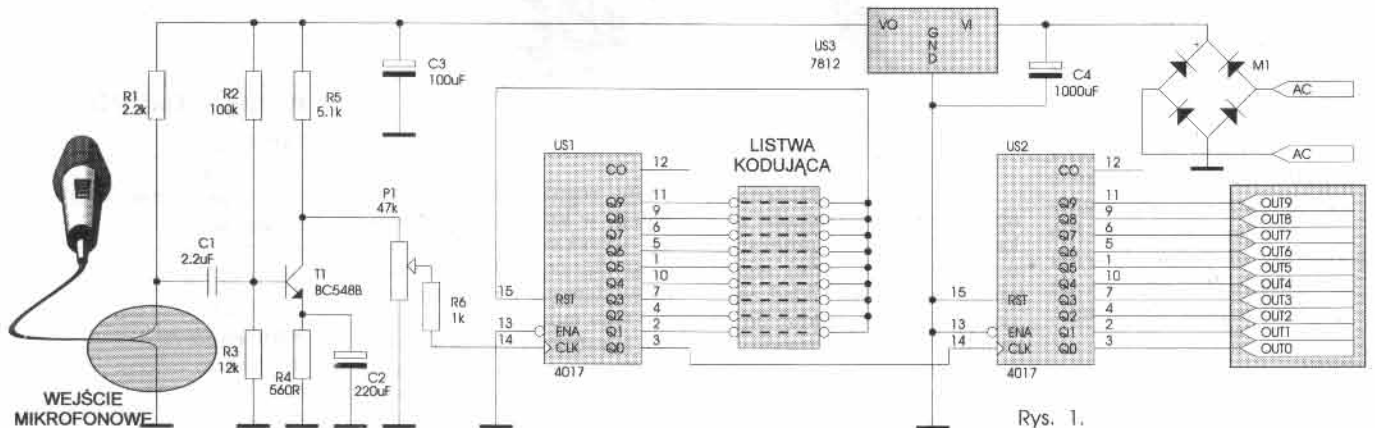 R1
2.2k
R2
100k
R5
5.1k
C3
100uF
US3
7812
VO
GND
VI
C4
1000uF
M1
AC
AC
C1
2.2uF
T1
BC548B
P1
47k
R6
1k
R3
12k
R4
560R
C2
220uF
WEJŚCIE
MIKROFONOWE
US1
CO 12
Q9 11
Q8 9
Q7 6
Q6 5
Q5 1
Q4 10
Q3 7
Q2 4
Q1 2
Q0 3
15 RST
13 ENA
14 CLK
4017
LISTWA
KODUJĄCA
US2
CO 12
Q9 11
Q8 9
Q7 6
Q6 5
Q5 1
Q4 10
Q3 7
Q2 4
Q1 2
Q0 3
15 RST
13 ENA
14 CLK
4017
OUT9
OUT8
OUT7
OUT6
OUT5
OUT4
OUT3
OUT2
OUT1
OUT0
Rys. 1.